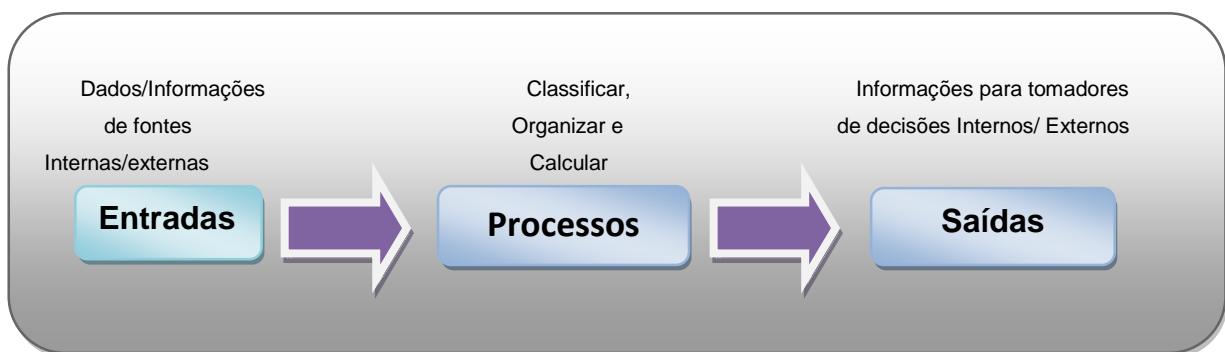 Dados/Informações
de fontes
Internas/externas
Entradas
Classificar,
Organizar e
Calcular
Processos
Informações para tomadores
de decisões Internos/ Externos
Saídas